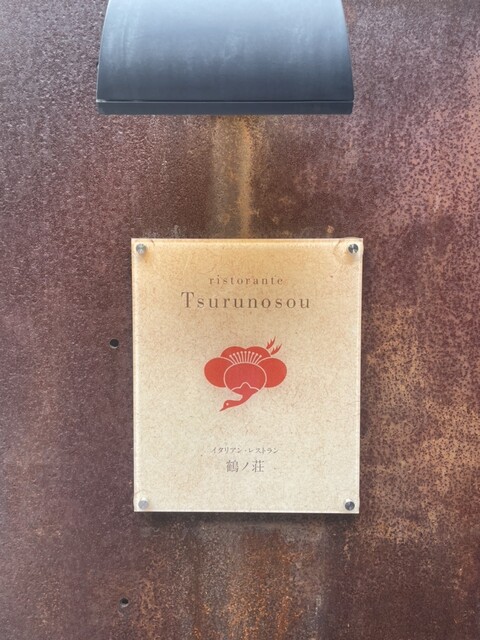 ristorante
Tsurunosou
イタリアン・レストラン
鶴ノ荘